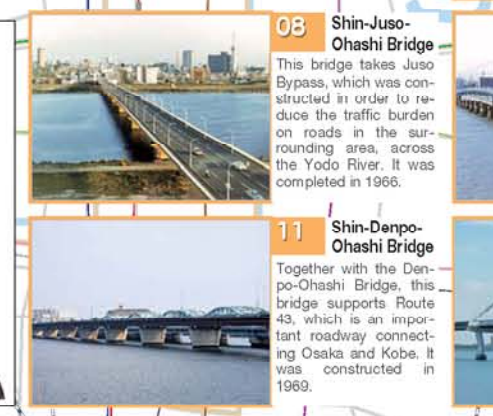 08
Shin-Juso-
Ohashi Bridge
This bridge takes Juso
Bypass, which was con-
structed in order to re-
duce the traffic burden
on roads in the sur-
rounding area, across
the Yodo River. It was
completed in 1966.
11
Shin-Denpo-
Ohashi Bridge
Together with the Den-
po-Ohashi Bridge, this
bridge supports Route
43, which is an impor-
tant roadway connect-
ing Osaka and Kobe. It
was constructed in
1969.